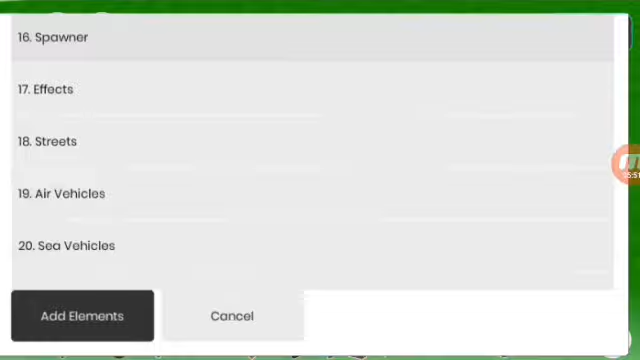 16. Spawner
17. Effects
18. Streets
19. Air Vehicles
20. Sea Vehicles
Add Elements
Cancel